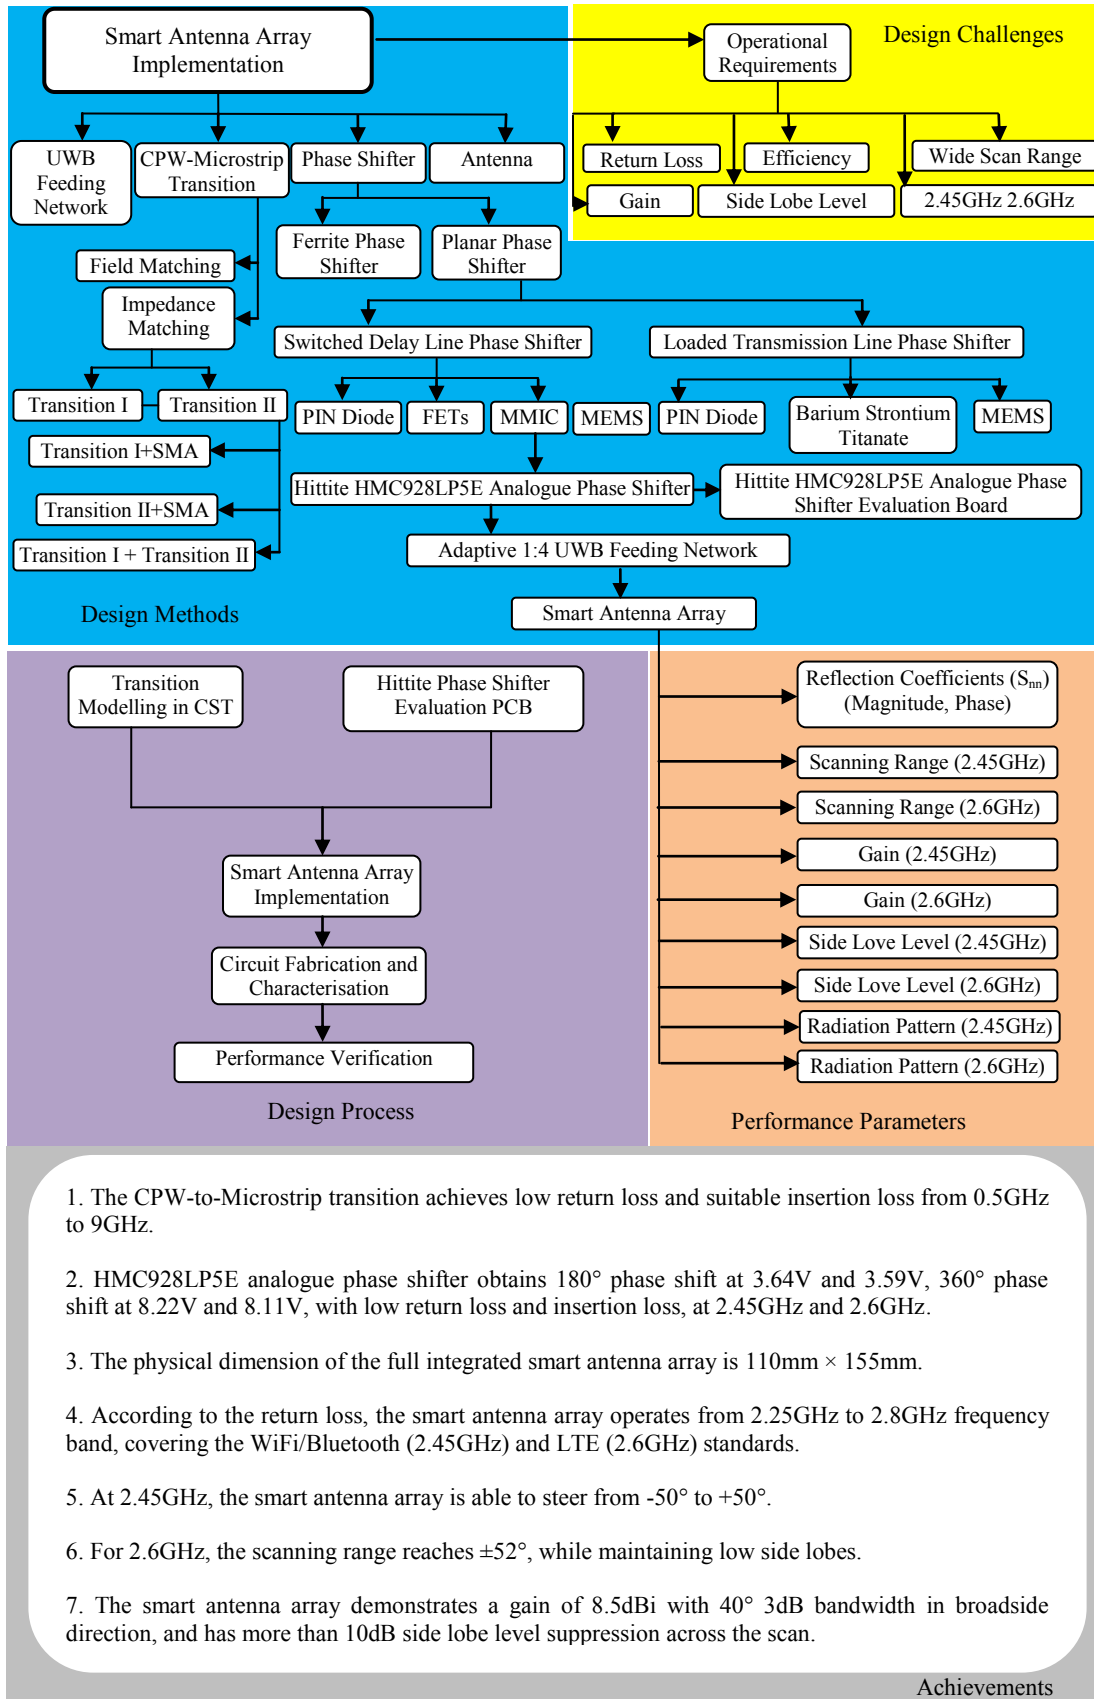 Smart Antenna Array
Implementation
Operational
Requirements
Design Challenges
UWB
Feeding
Network
CPW-Microstrip
Transition
Phase Shifter
Antenna
Return Loss
Efficiency
Wide Scan Range
Gain
Side Lobe Level
2.45GHz 2.6GHz
Ferrite Phase
Shifter
Planar Phase
Shifter
Field Matching
Impedance
Matching
Switched Delay Line Phase Shifter
Loaded Transmission Line Phase Shifter
Transition I
Transition II
PIN Diode
FETs
MMIC
MEMS
PIN Diode
Barium Strontium
Titanate
MEMS
Transition I+SMA
Transition II+SMA
Transition I + Transition II
Hittite HMC928LP5E Analogue Phase Shifter
Hittite HMC928LP5E Analogue Phase
Shifter Evaluation Board
Adaptive 1:4 UWB Feeding Network
Smart Antenna Array
Design Methods
Transition
Modelling in CST
Hittite Phase Shifter
Evaluation PCB
Smart Antenna Array
Implementation
Circuit Fabrication and
Characterisation
Performance Verification
Design Process
Reflection Coefficients (Snn)
(Magnitude, Phase)
Scanning Range (2.45GHz)
Scanning Range (2.6GHz)
Gain (2.45GHz)
Gain (2.6GHz)
Side Love Level (2.45GHz)
Side Love Level (2.6GHz)
Radiation Pattern (2.45GHz)
Radiation Pattern (2.6GHz)
Performance Parameters
1. The CPW-to-Microstrip transition achieves low return loss and suitable insertion loss from 0.5GHz
to 9GHz.
2. HMC928LP5E analogue phase shifter obtains 180° phase shift at 3.64V and 3.59V, 360° phase
shift at 8.22V and 8.11V, with low return loss and insertion loss, at 2.45GHz and 2.6GHz.
3. The physical dimension of the full integrated smart antenna array is 110mm × 155mm.
4. According to the return loss, the smart antenna array operates from 2.25GHz to 2.8GHz frequency
band, covering the WiFi/Bluetooth (2.45GHz) and LTE (2.6GHz) standards.
5. At 2.45GHz, the smart antenna array is able to steer from -50° to +50°.
6. For 2.6GHz, the scanning range reaches ±52°, while maintaining low side lobes.
7. The smart antenna array demonstrates a gain of 8.5dBi with 40° 3dB bandwidth in broadside
direction, and has more than 10dB side lobe level suppression across the scan.
Achievements